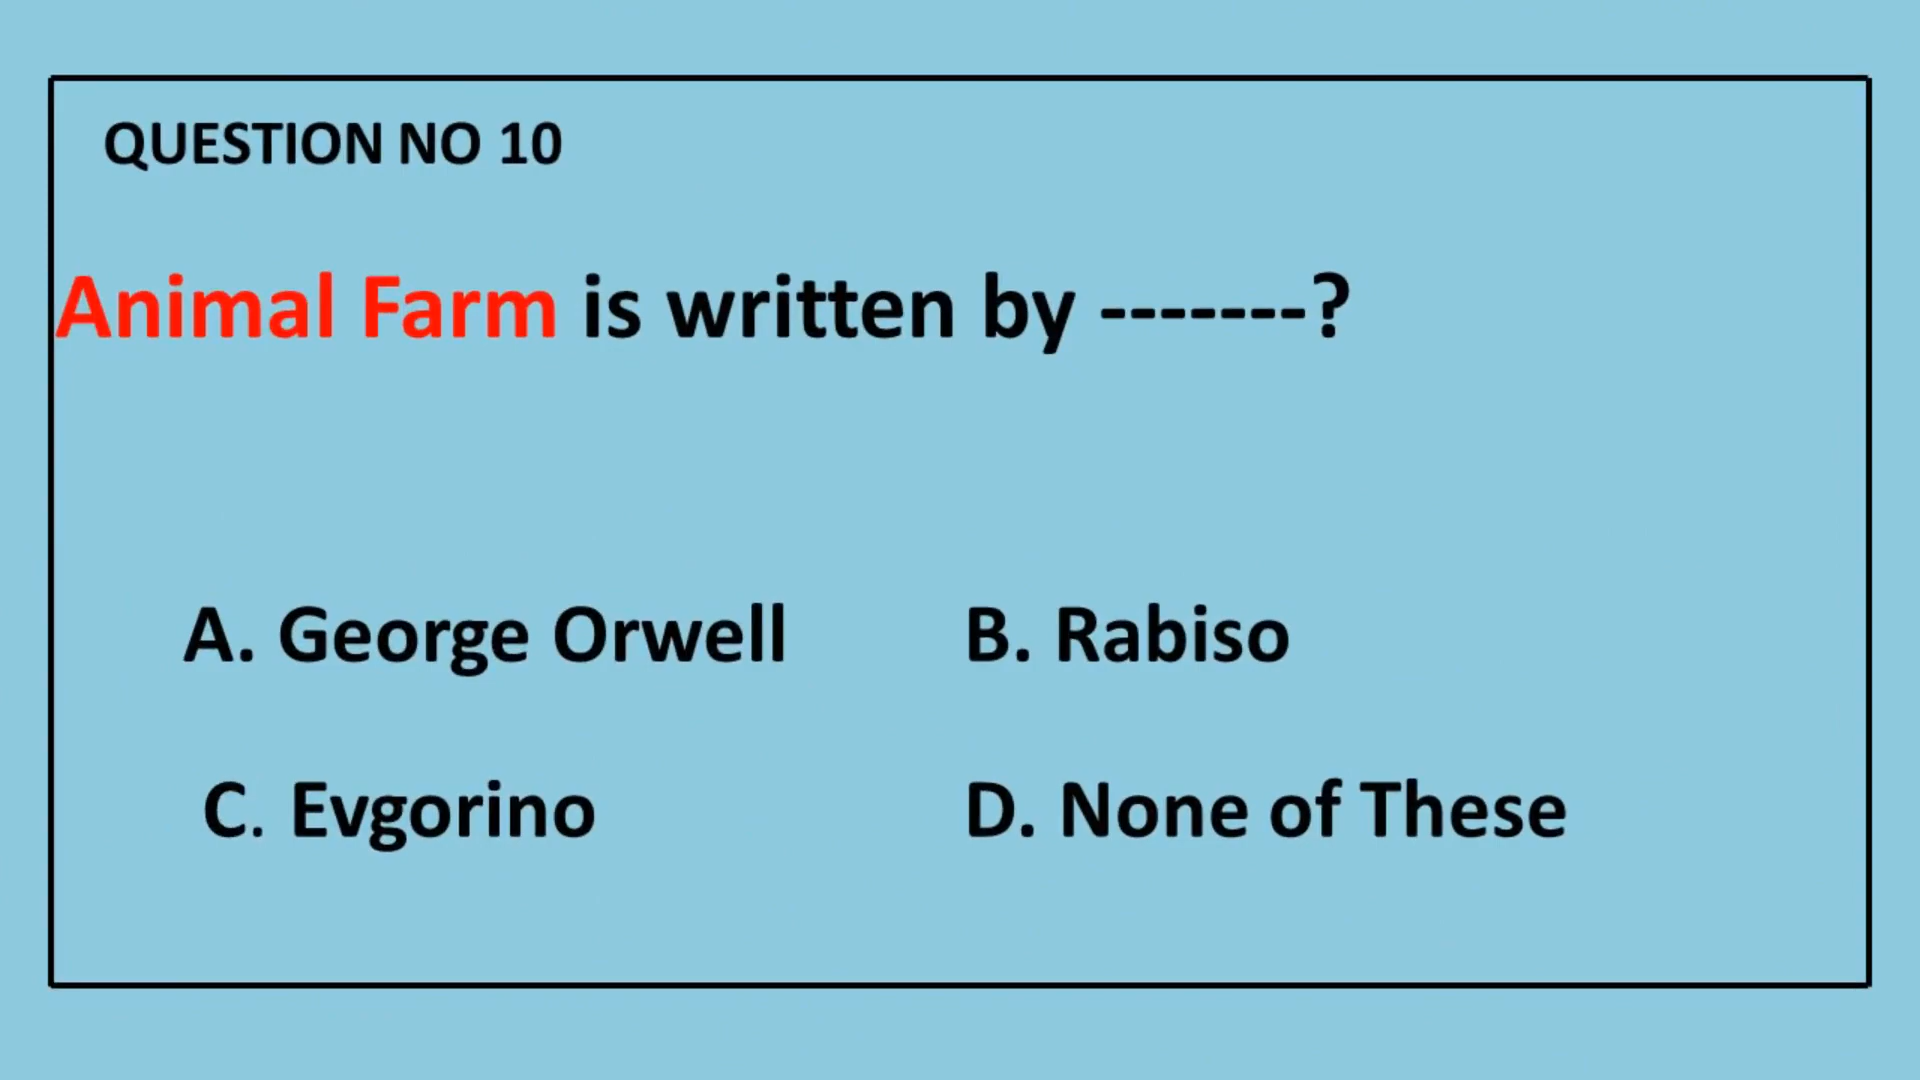 QUESTION NO 10
Animal Farm is written by -------?
A. George Orwell B. Rabiso
C. Evgorino D. None of These